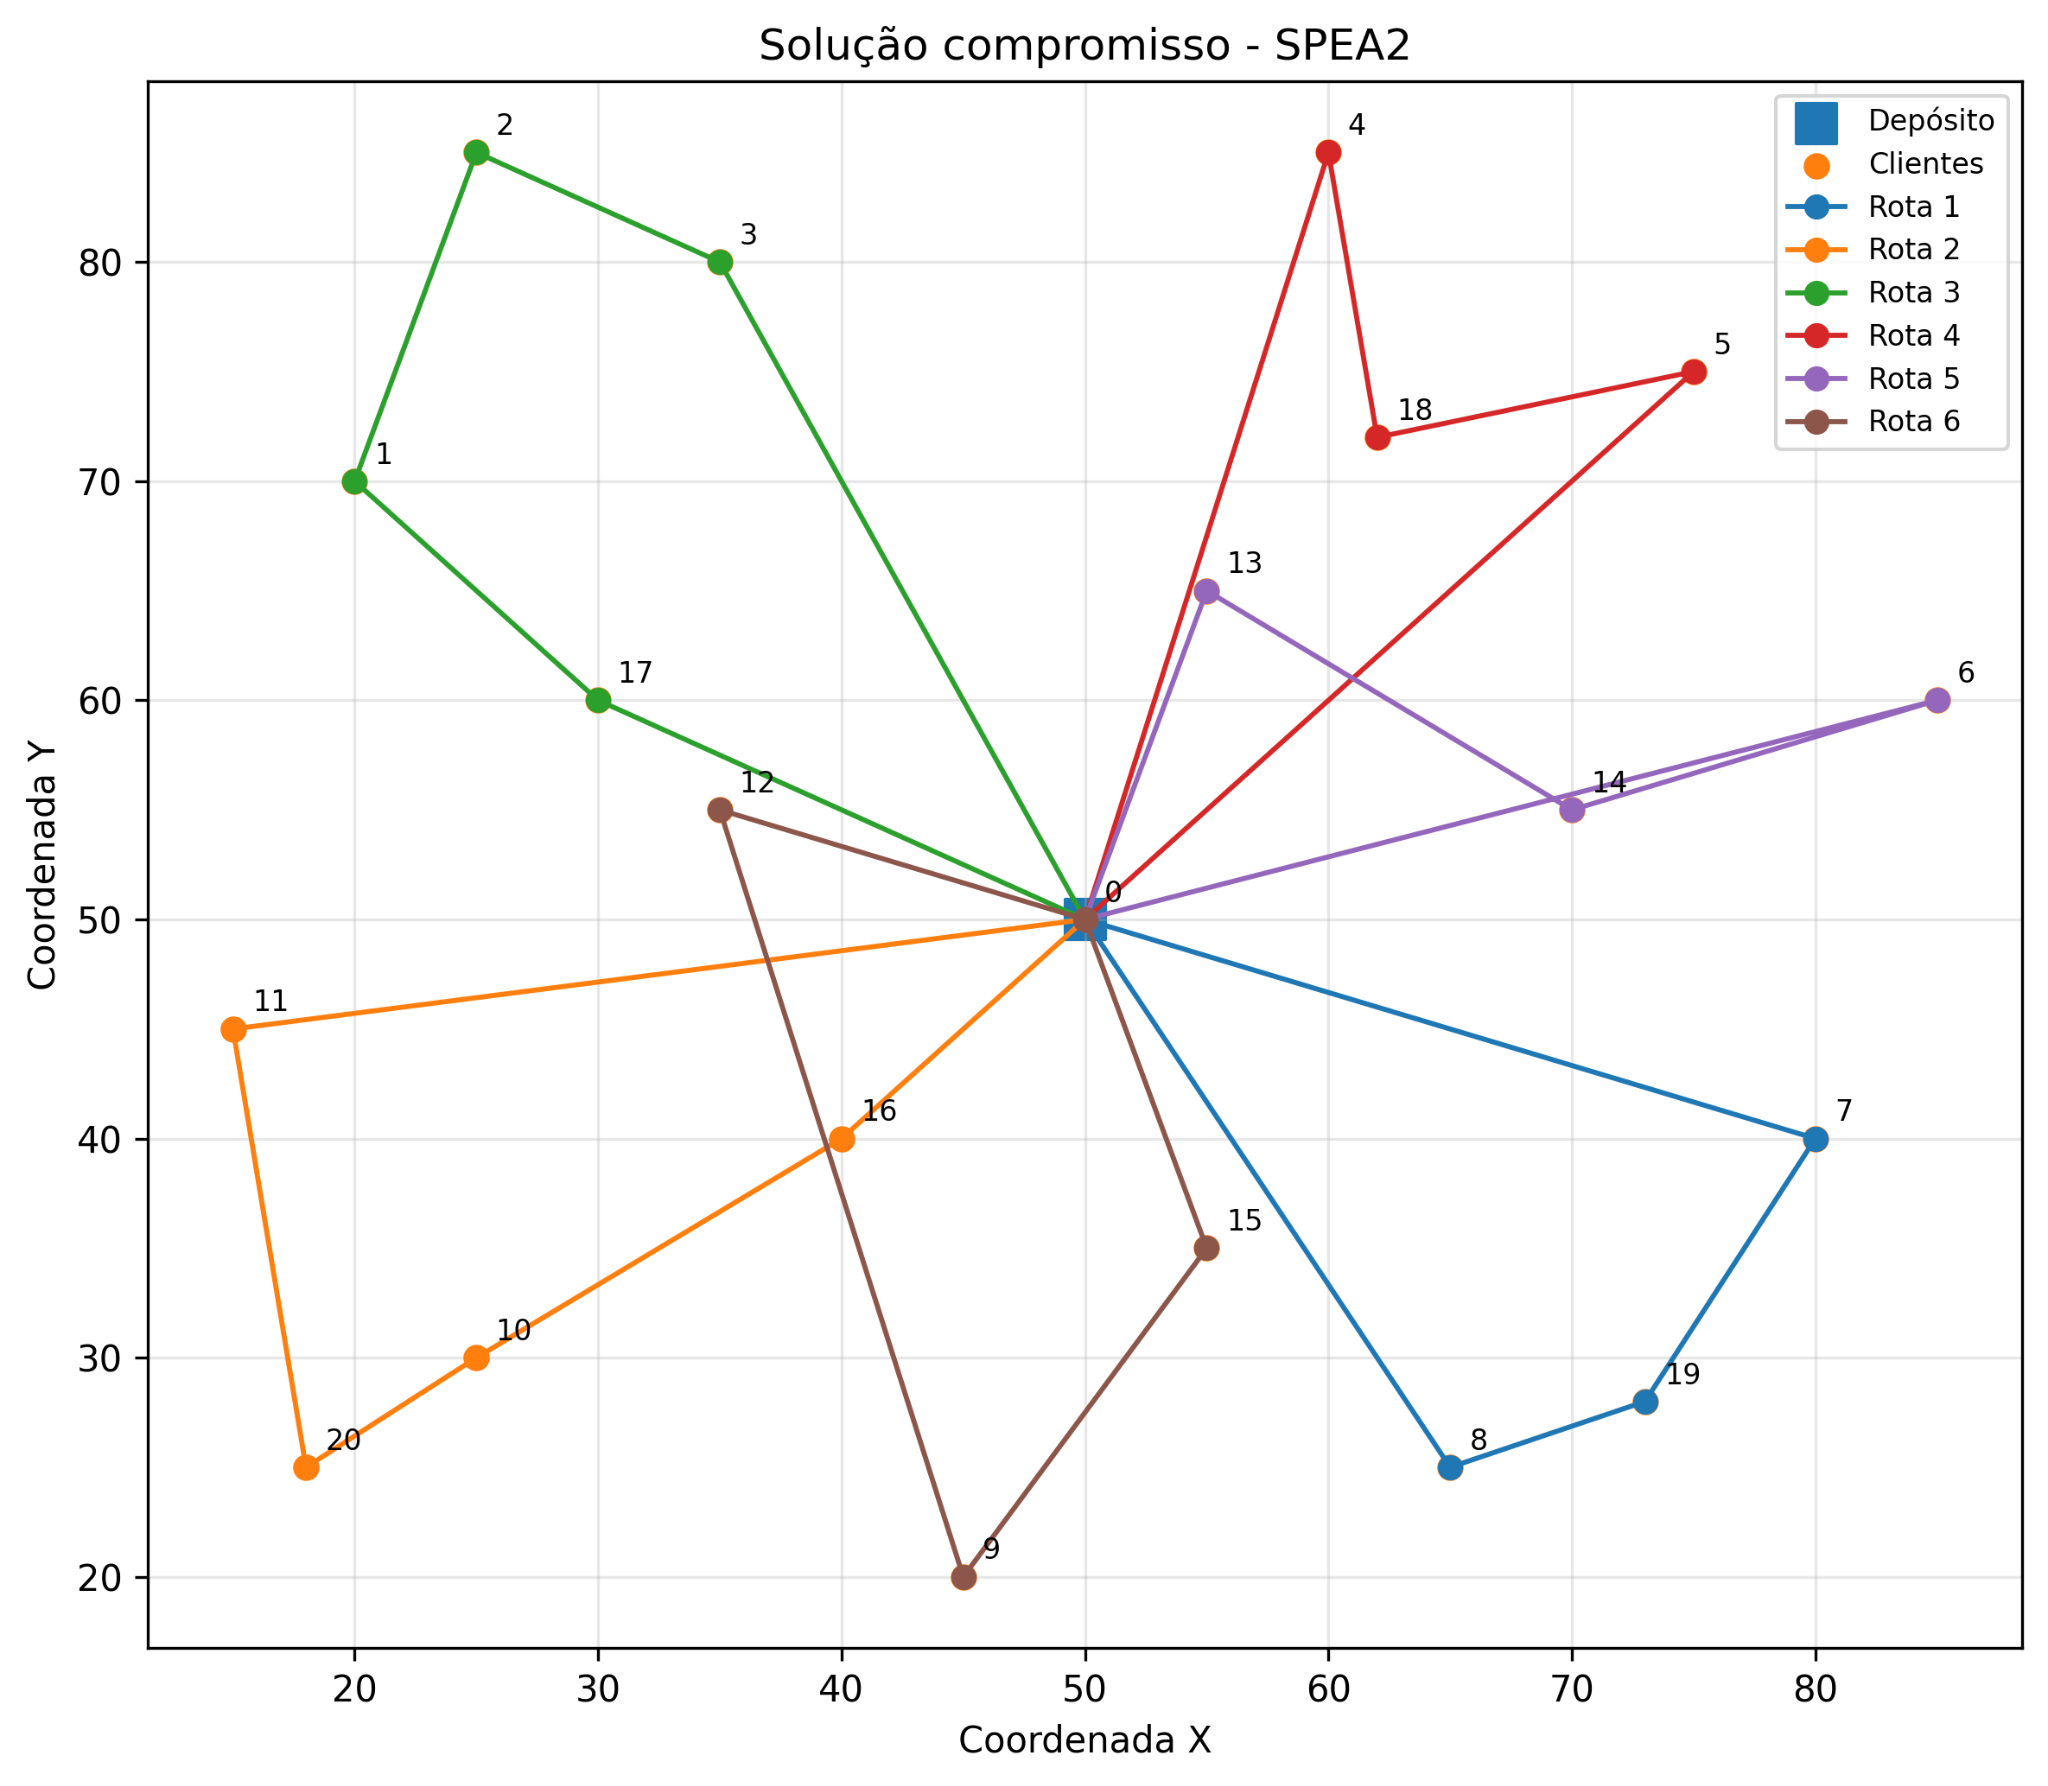 Solução compromisso - SPEA2
Depósito
Clientes
Rota 1
Rota 2
Rota 3
Rota 4
Rota 5
Rota 6
2
4
3
5
18
1
13
17
6
12
14
0
11
16
7
15
10
19
20
8
9
80
70
60
50
40
30
20
Coordenada Y
20 30 40 50 60 70 80
Coordenada X